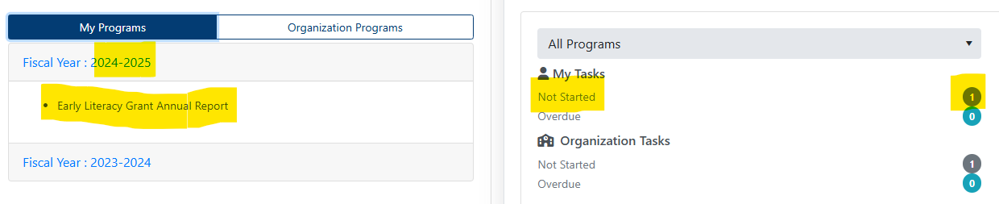 My Programs
Organization Programs
Fiscal Year : 2024-2025
• Early Literacy Grant Annual Report
Fiscal Year : 2023-2024
All Programs
My Tasks
Not Started 1
Overdue 0
Organization Tasks
Not Started 1
Overdue 0